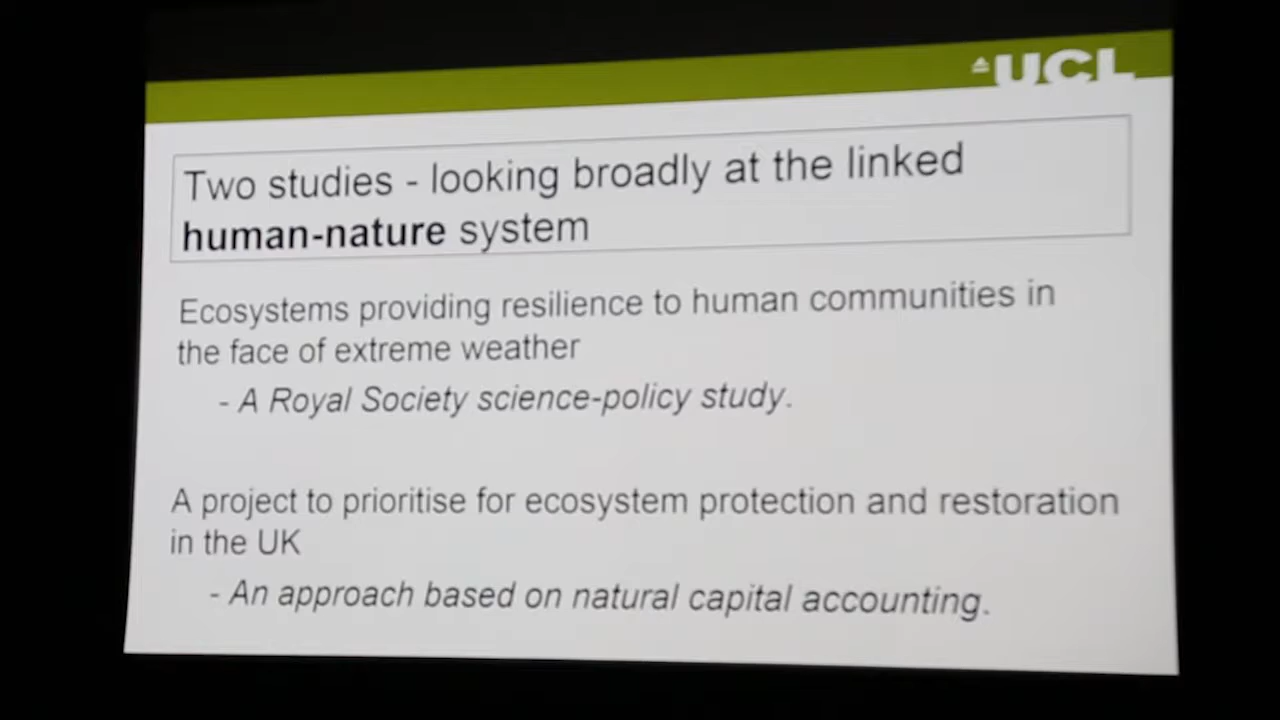 UCL
Two studies - looking broadly at the linked
human-nature system
Ecosystems providing resilience to human communities in
the face of extreme weather
- A Royal Society science-policy study.
A project to prioritise for ecosystem protection and restoration
in the UK
- An approach based on natural capital accounting.